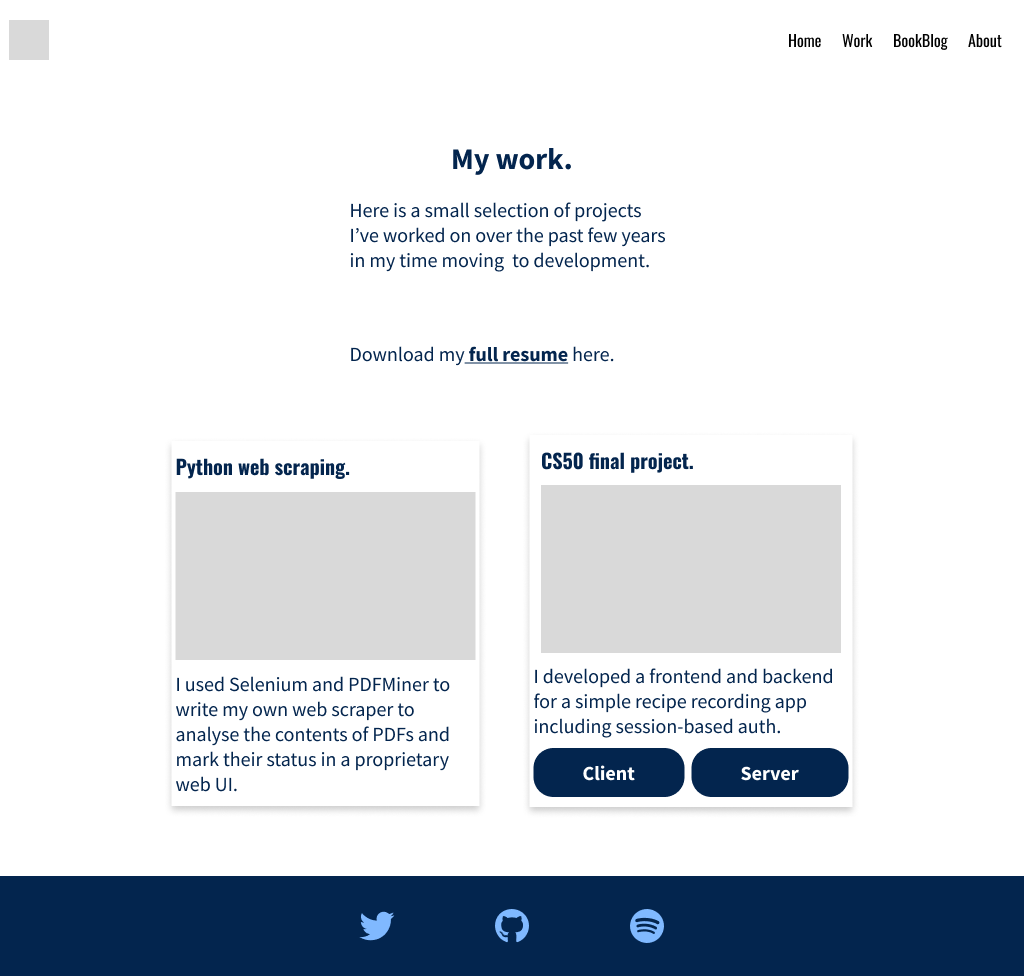 Home Work BookBlog About
My work.
Here is a small selection of projects
I’ve worked on over the past few years
in my time moving  to development.
Download my full resume here.
Python web scraping.
I used Selenium and PDFMiner to
write my own web scraper to
analyse the contents of PDFs and
mark their status in a proprietary
web UI.
CS50 final project.
I developed a frontend and backend
for a simple recipe recording app
including session-based auth.
Client Server